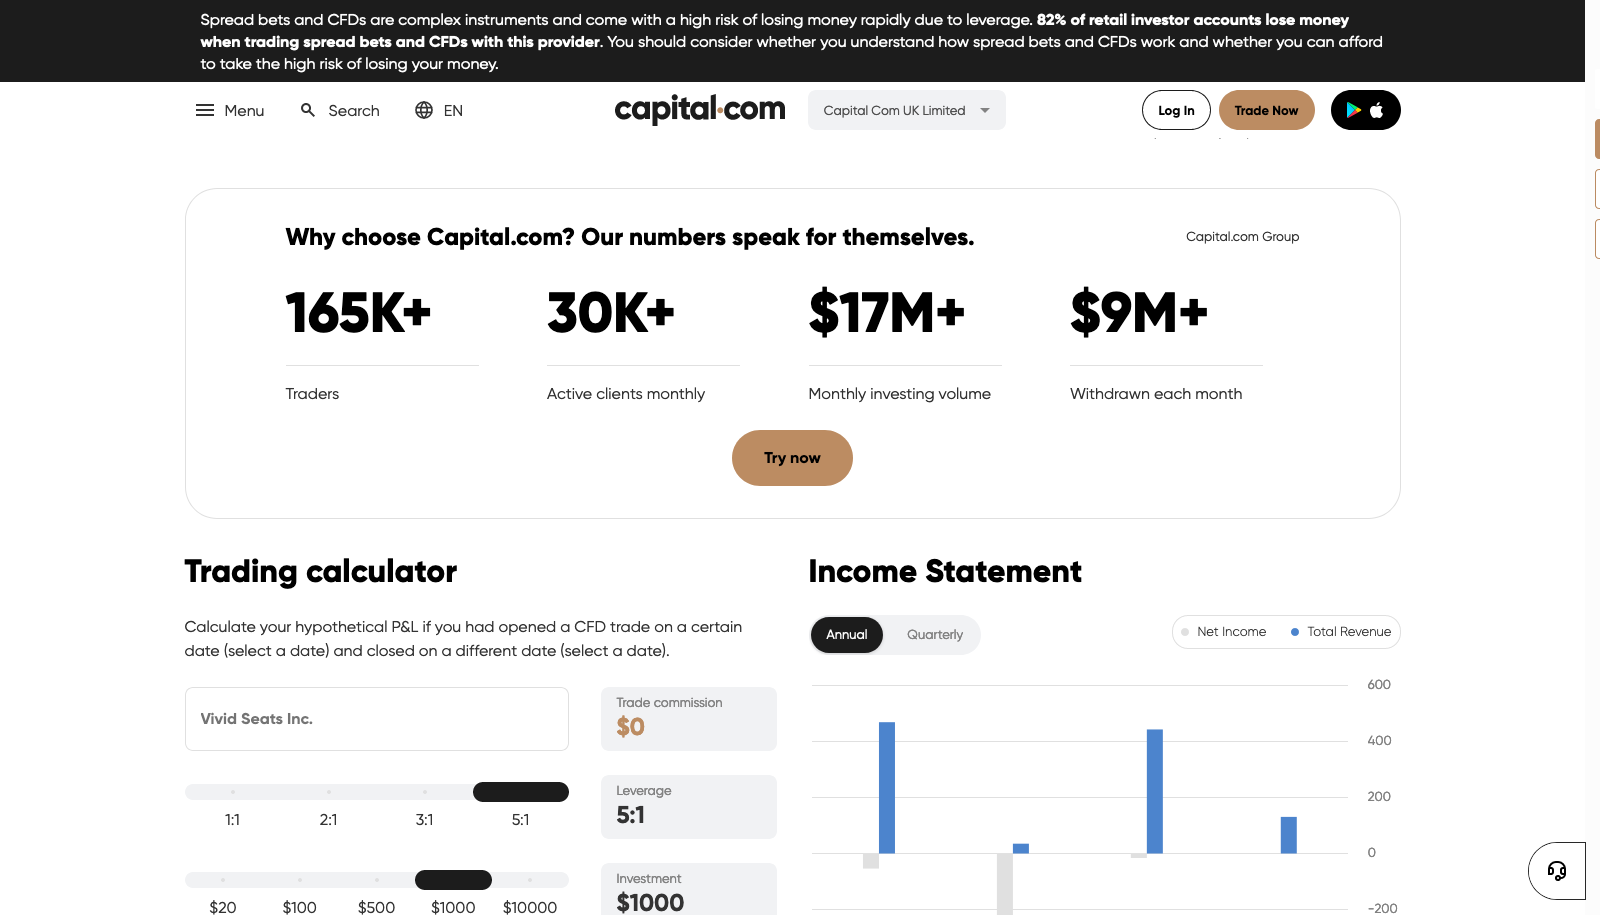 Spread bets and CFDs are complex instruments and come with a high risk of losing money rapidly due to leverage. 82% of retail investor accounts lose money
when trading spread bets and CFDs with this provider. You should consider whether you understand how spread bets and CFDs work and whether you can afford
to take the high risk of losing your money.
Menu
Search
EN
capital.com
Capital Com UK Limited
Log In
Trade Now
Why choose Capital.com? Our numbers speak for themselves.
Capital.com Group
165K+
30K+
$17M+
$9M+
Traders
Active clients monthly
Monthly investing volume
Withdrawn each month
Try now
Trading calculator
Calculate your hypothetical P&L if you had opened a CFD trade on a certain
date (select a date) and closed on a different date (select a date).
Vivid Seats Inc.
Trade commission
$0
1:1
2:1
3:1
5:1
Leverage
5:1
$20
$100
$500
$1000
$10000
Investment
$1000
Income Statement
Annual
Quarterly
Net Income
Total Revenue
600
400
200
0
-200